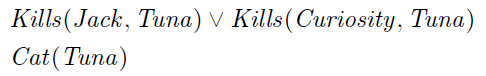 Kills(Jack, Tuna) ∨ Kills(Curiosity, Tuna)
Cat(Tuna)